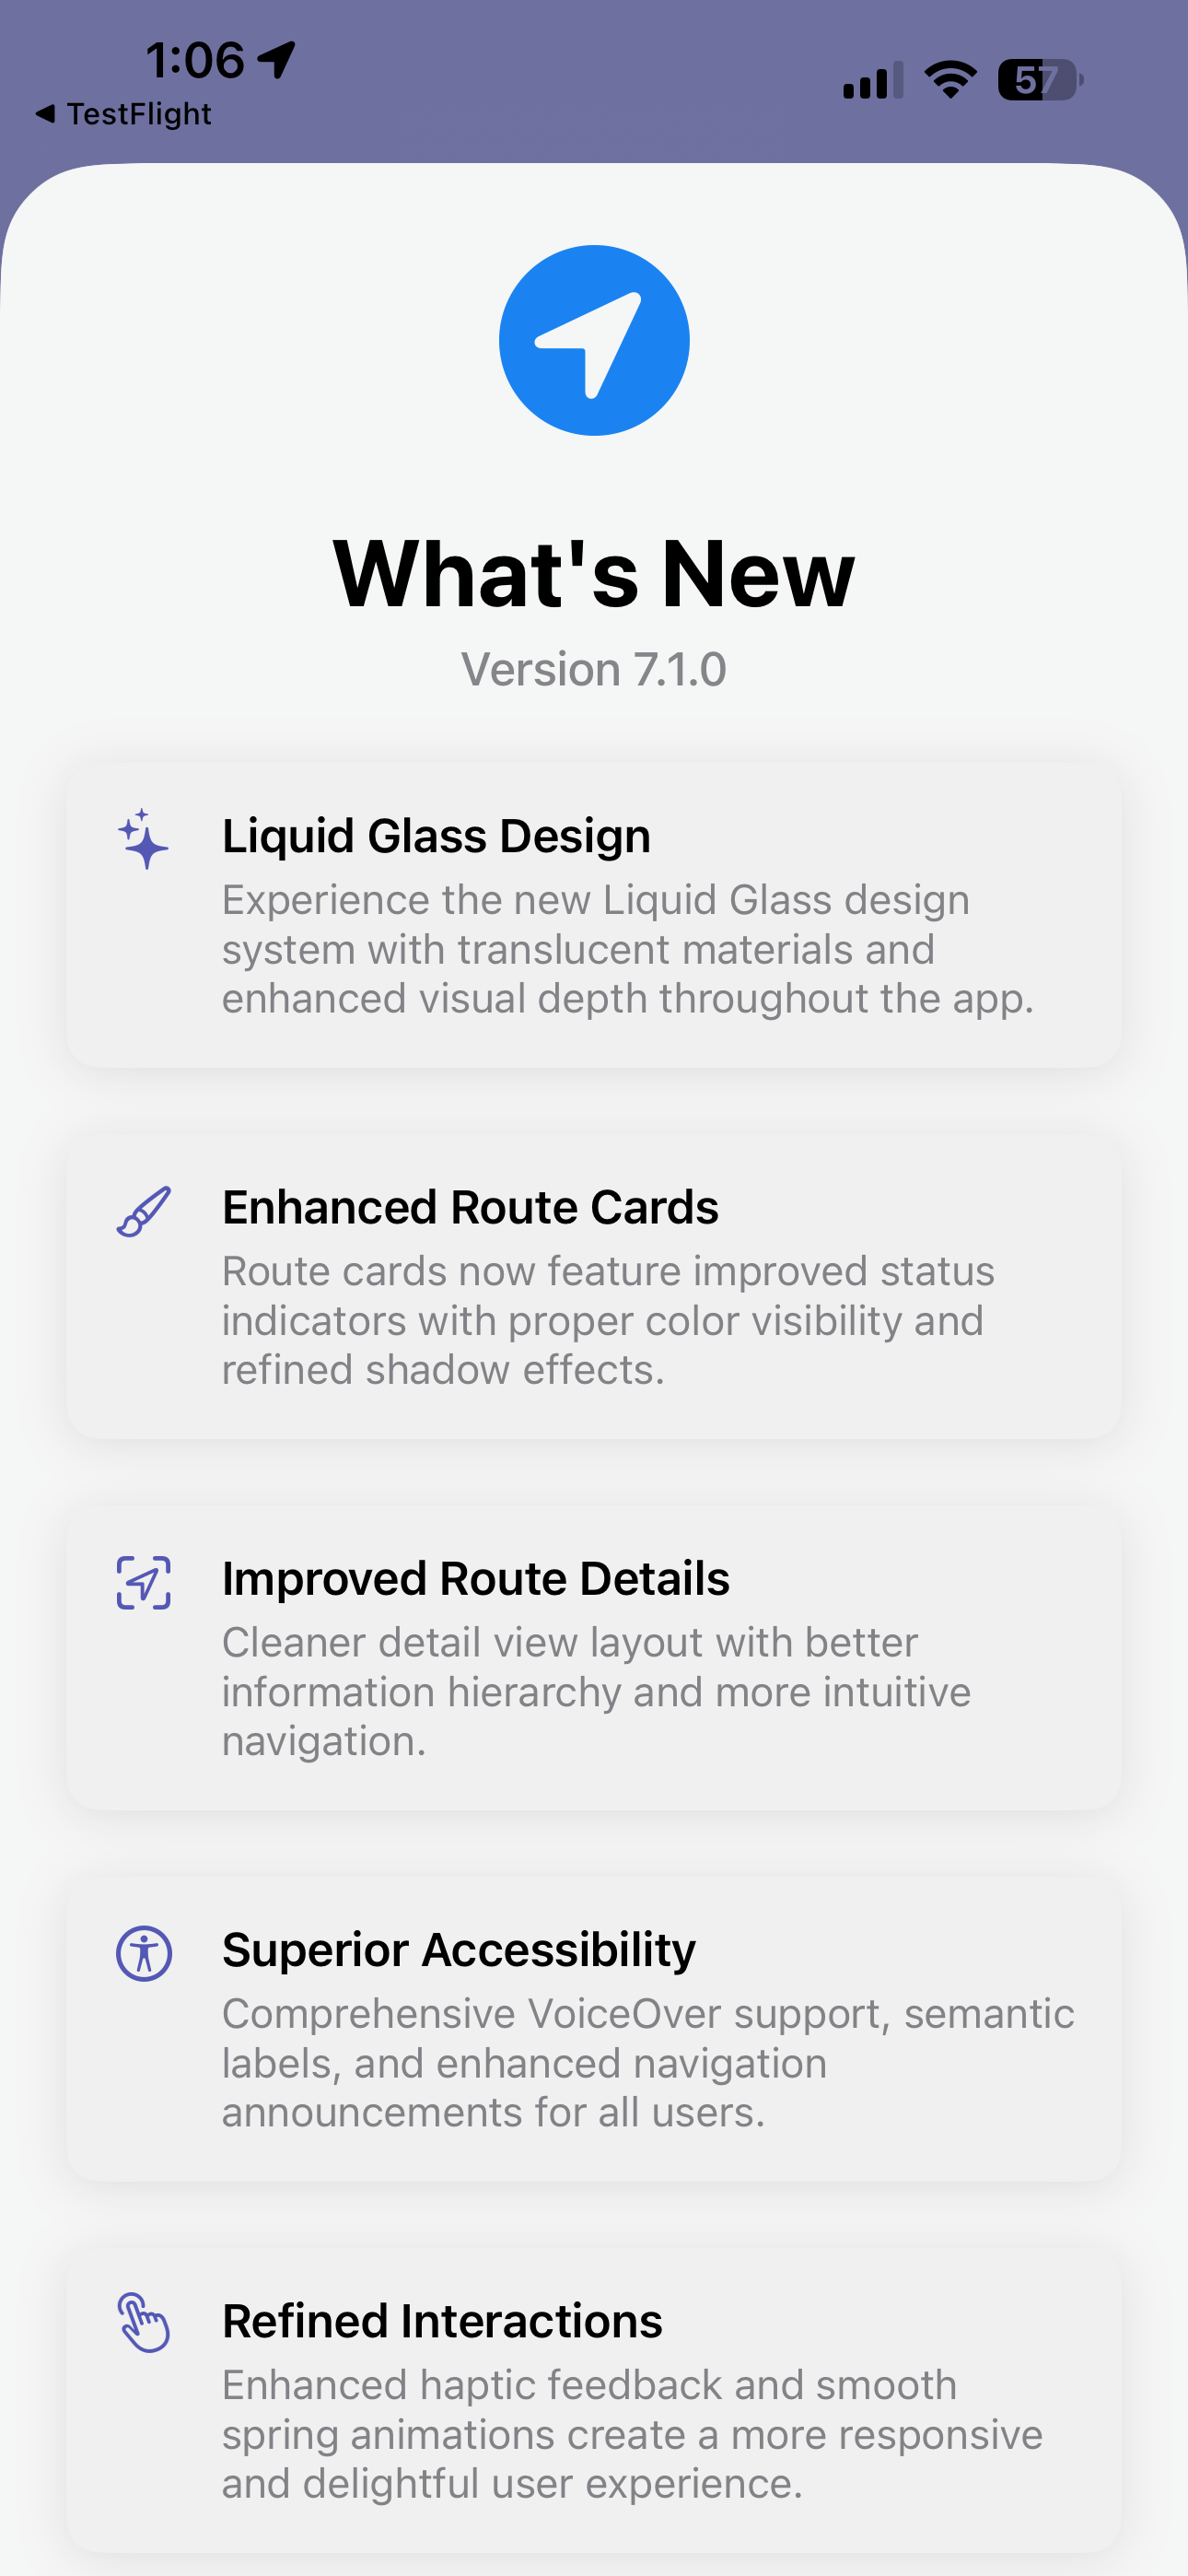 1:06
57
TestFlight
What's New
Version 7.1.0
Liquid Glass Design
Experience the new Liquid Glass design
system with translucent materials and
enhanced visual depth throughout the app.
Enhanced Route Cards
Route cards now feature improved status
indicators with proper color visibility and
refined shadow effects.
Improved Route Details
Cleaner detail view layout with better
information hierarchy and more intuitive
navigation.
Superior Accessibility
Comprehensive VoiceOver support, semantic
labels, and enhanced navigation
announcements for all users.
Refined Interactions
Enhanced haptic feedback and smooth
spring animations create a more responsive
and delightful user experience.